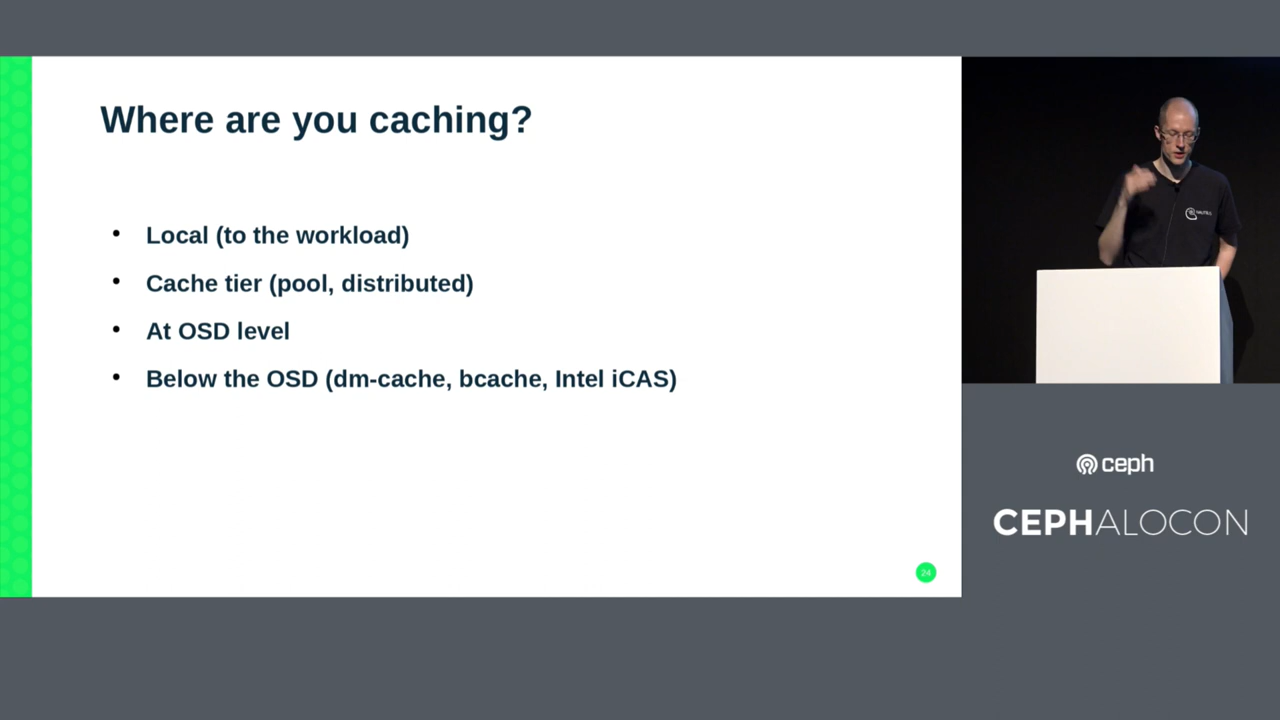 Where are you caching?
• Local (to the workload)
• Cache tier (pool, distributed)
• At OSD level
• Below the OSD (dm-cache, bcache, Intel iCAS)
24
ceph
CEPHALOCON